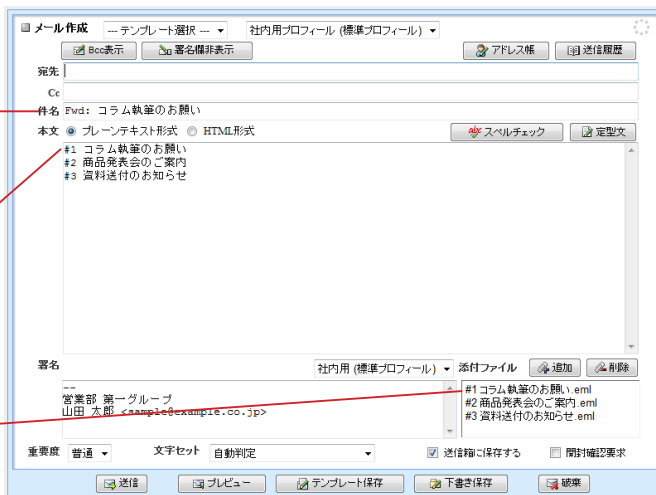 メール作成 --- テンプレート選択 --- 社内用プロフィール (標準プロフィール)
Bcc表示 署名欄非表示 アドレス帳 送信履歴
宛先
Cc
件名 Fwd: コラム執筆のお願い
本文 プレーンテキスト形式 HTML形式 abc スペルチェック 定型文
#1 コラム執筆のお願い
#2 商品発表会のご案内
#3 資料送付のお知らせ
署名 社内用 (標準プロフィール) 添付ファイル 追加 削除
--
営業部 第一グループ
山田 太郎 <sample@example.co.jp>
#1コラム執筆のお願い.eml
#2 商品発表会のご案内.eml
#3 資料送付のお知らせ.eml
重要度 普通 文字セット 自動判定 送信箱に保存する 開封確認要求
送信 プレビュー テンプレート保存 下書き保存 破棄